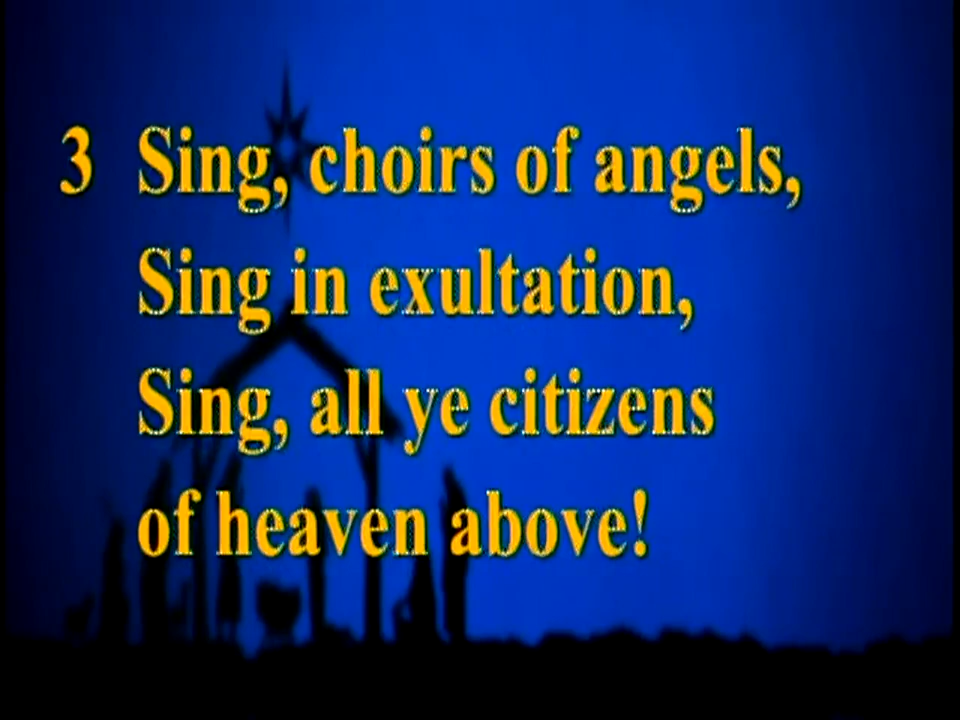 3 Sing, choirs of angels,
Sing in exultation,
Sing, all ye citizens
of heaven above!